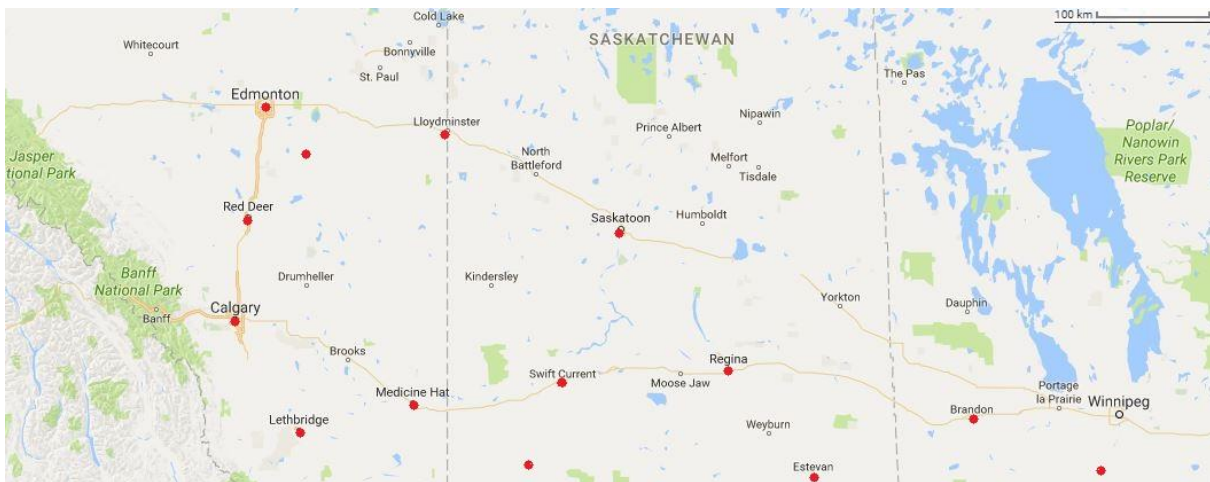 Cold Lake
100 km
Whitecourt
Bonnyville
SASKATCHEWAN
St. Paul
The Pas
Edmonton
Lloydminster
Nipawin
Prince Albert
Poplar/
Nanowin
Rivers Park
Reserve
Jasper
tional Park
North
Battleford
Melfort
Tisdale
Red Deer
Saskatoon
Humboldt
Banff
National Park
Drumheller
Kindersley
Yorkton
Dauphin
Calgary
Banff
Brooks
Regina
Swift Current
Moose Jaw
Medicine Hat
Portage
la Prairie
Winnipeg
Brandon
Lethbridge
Weyburn
Estevan